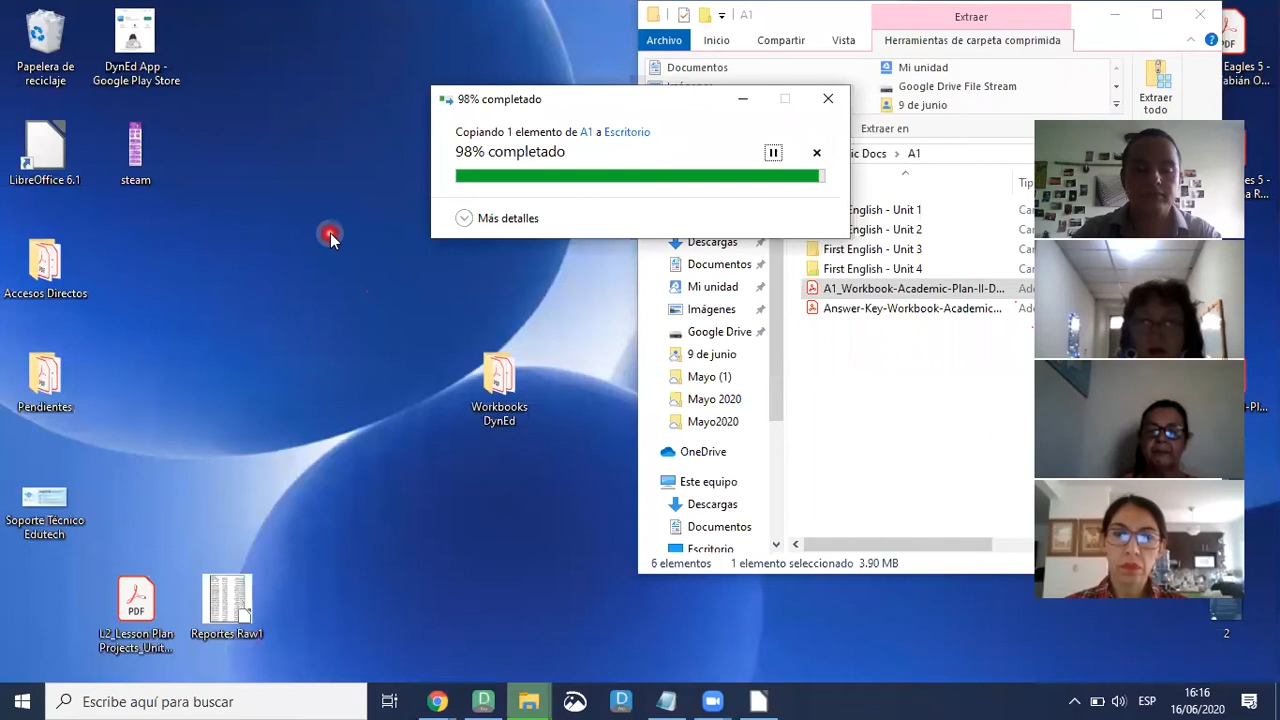 Papelera de
reciclaje
DynEd App -
Google Play Store
LibreOffice 6.1
steam
Accesos Directos
Pendientes
Workbooks
DynEd
Soporte Técnico
Edutech
PDF
L2_Lesson Plan
Projects_Unit...
Reportes Raw1
98% completado
Copiando 1 elemento de A1 a Escritorio
98% completado
Más detalles
A1
Extraer
Archivo
Inicio
Compartir
Vista
Herramientas de carpeta comprimida
Documentos
Mi unidad
Google Drive File Stream
9 de junio
Extraer
todo
Extraer en
Docs > A1
English - Unit 1
English - Unit 2
First English - Unit 3
First English - Unit 4
A1_Workbook-Academic-Plan-II-D...
Answer-Key-Workbook-Academic...
Descargas
Documentos
Mi unidad
Imágenes
Google Drive
9 de junio
Mayo (1)
Mayo 2020
Mayo2020
OneDrive
Este equipo
Descargas
Documentos
Escritorio
6 elementos
1 elemento seleccionado 3.90 MB
PDF
Eagles 5 -
2
Escribe aquí para buscar
ESP
16:16
16/06/2020